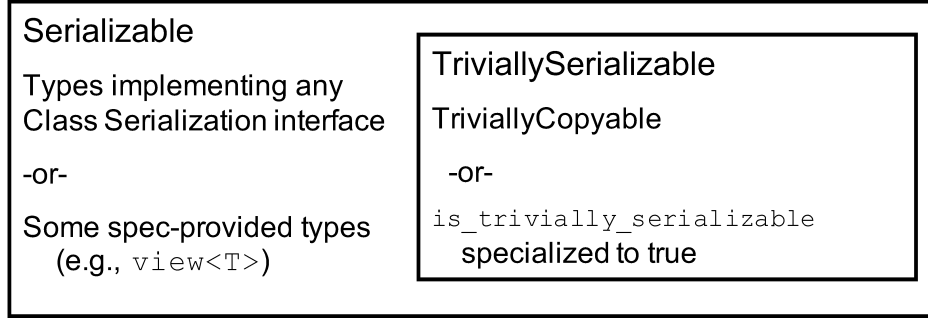 Serializable
Types implementing any
Class Serialization interface
-or-
Some spec-provided types
(e.g., view<T>)
TriviallySerializable
TriviallyCopyable
-or-
is_trivially_serializable
specialized to true